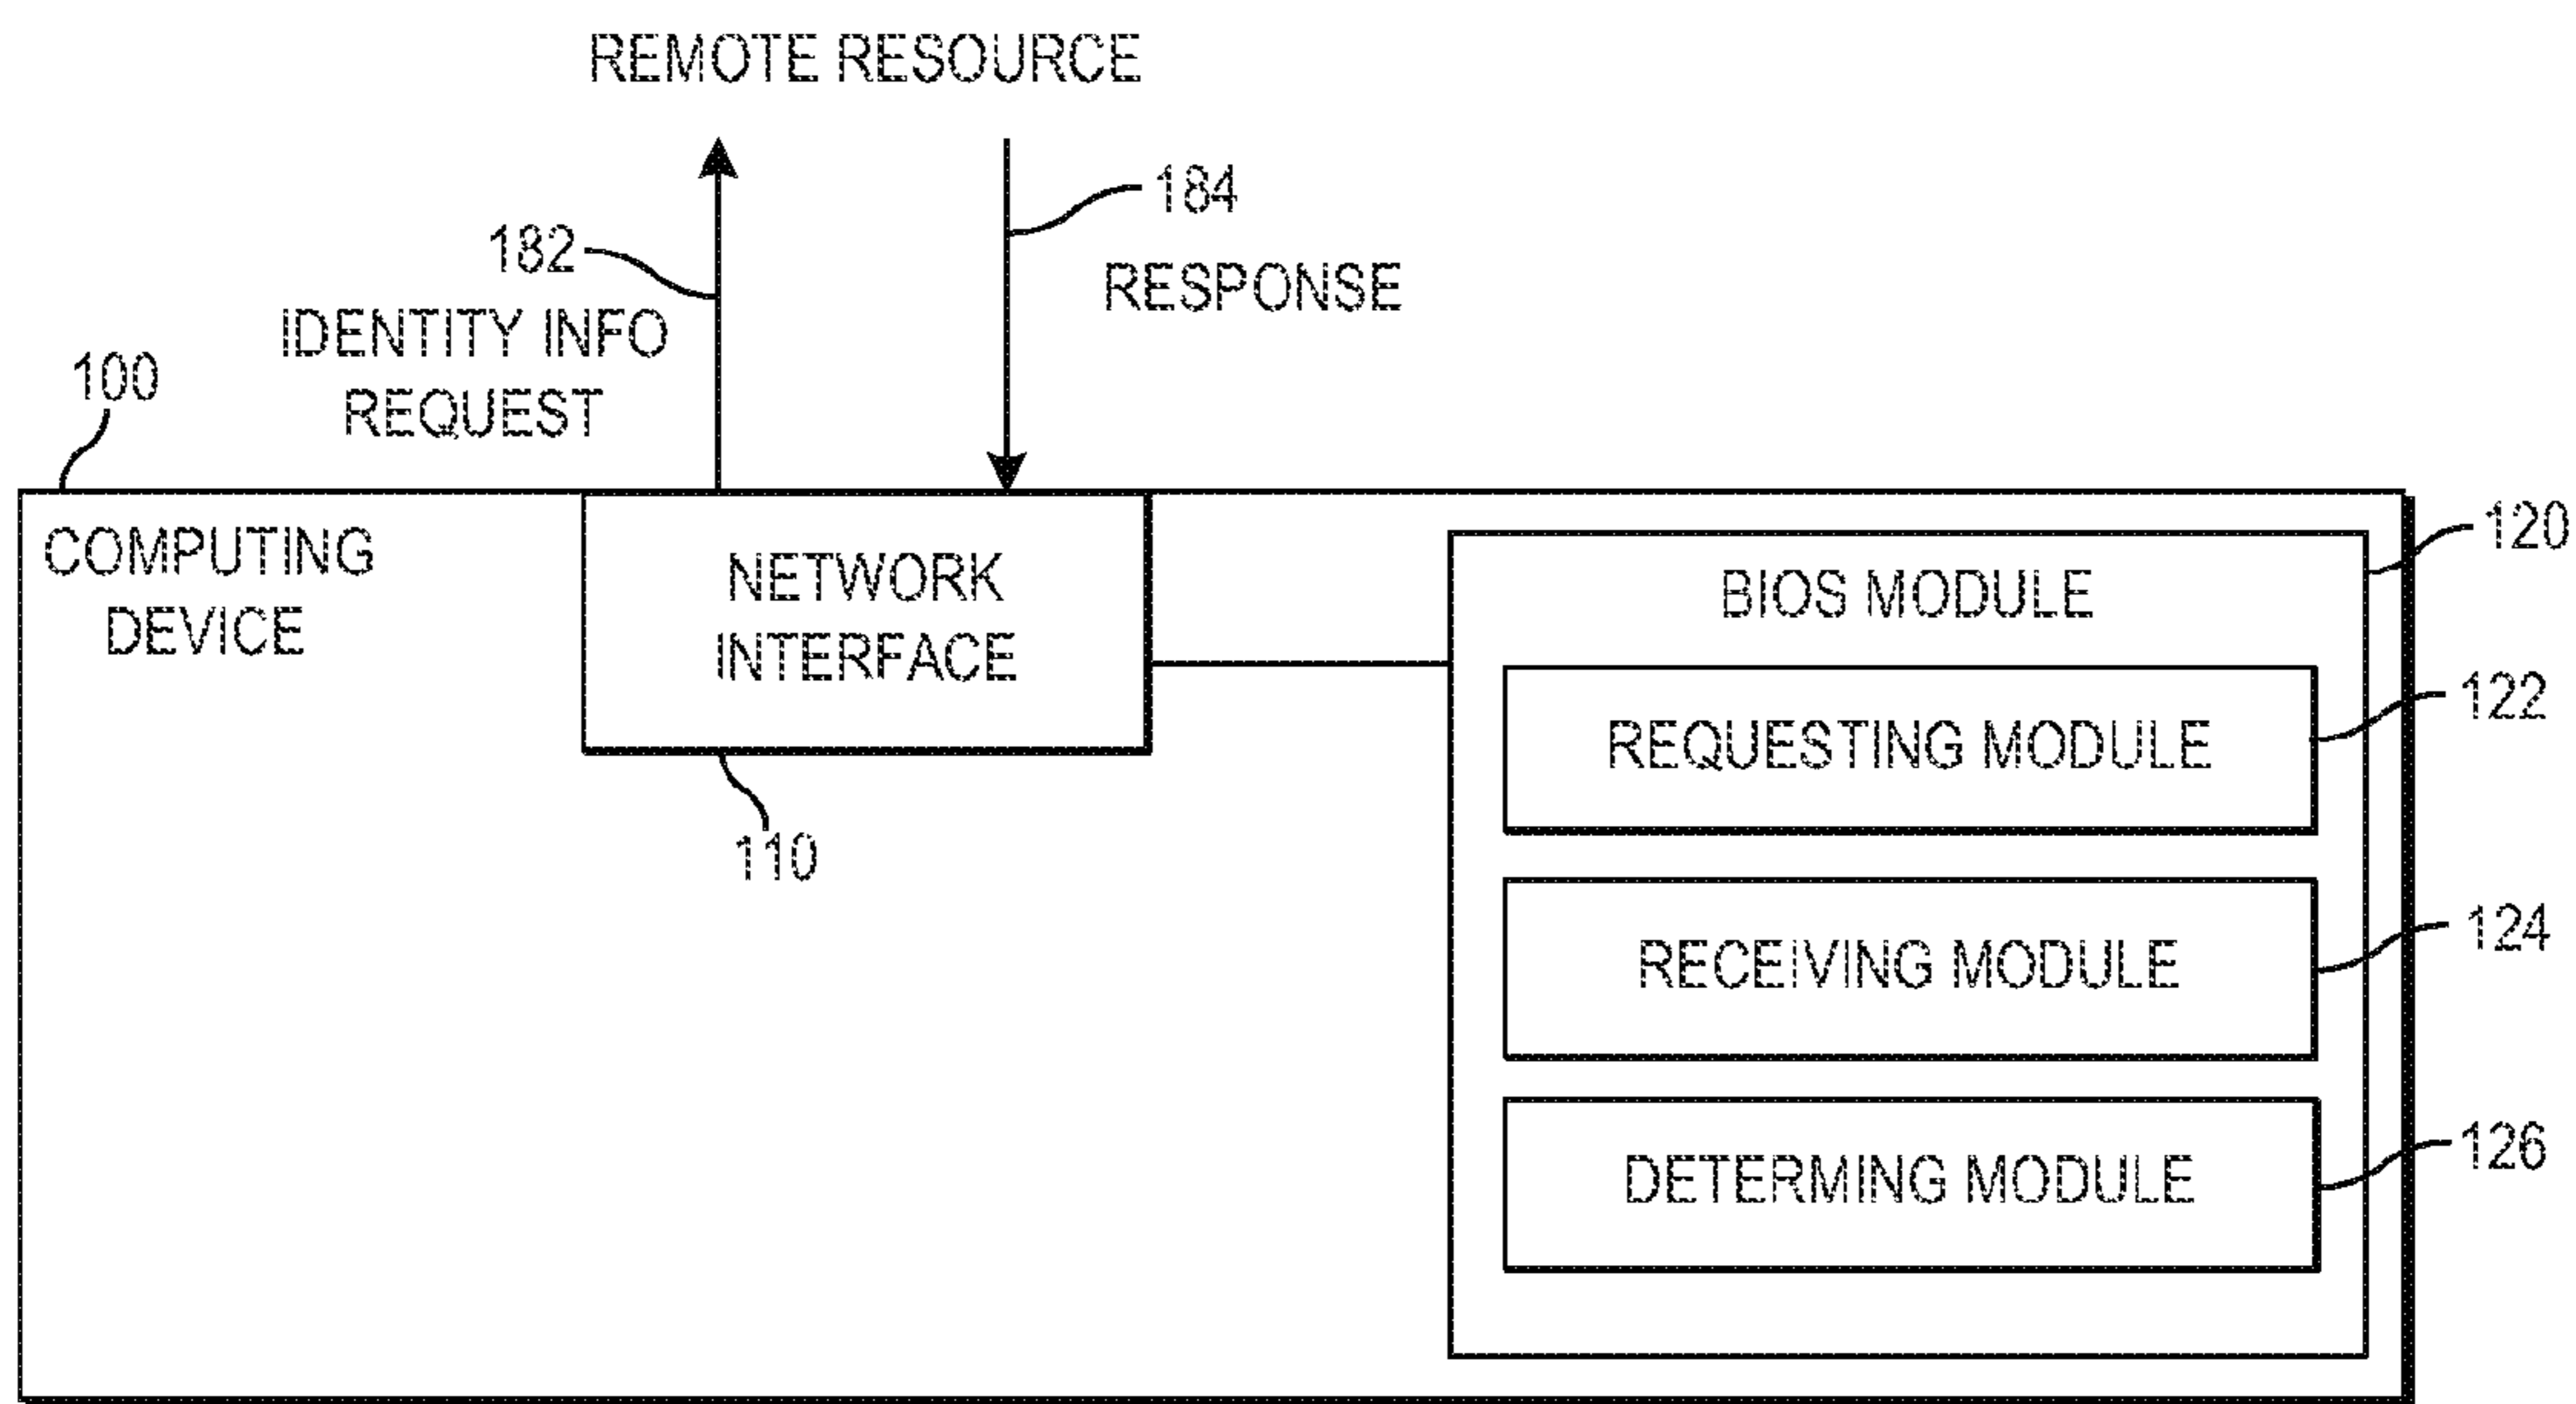 REMOTE RESOURCE
184
182
RESPONSE
IDENTITY INFO
REQUEST
100
COMPUTING
DEVICE
NETWORK
INTERFACE
110
120
BIOS MODULE
122
REQUESTING MODULE
124
RECEIVING MODULE
126
DETERMING MODULE